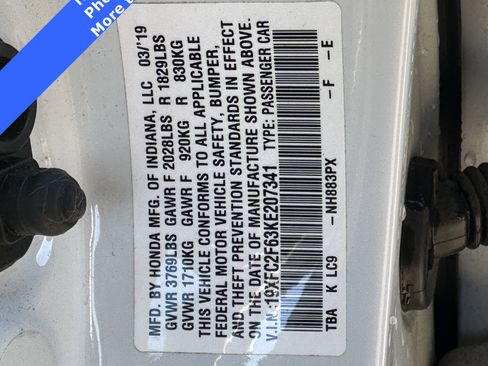 MFD. BY HONDA MFG. OF INDIANA, LLC 03/'19
GVWR 3769LBS GAWR F 2028LBS R 1829LBS
GVWR 1710KG GAWR F 920KG R 830KG
THIS VEHICLE CONFORMS TO ALL APPLICABLE
FEDERAL MOTOR VEHICLE SAFETY, BUMPER,
AND THEFT PREVENTION STANDARDS IN EFFECT
ON THE DATE OF MANUFACTURE SHOWN ABOVE.
V.I.N.:19XFC2F63KE207341 TYPE: PASSENGER CAR
TBA K LC9 - NH883PX - F - E